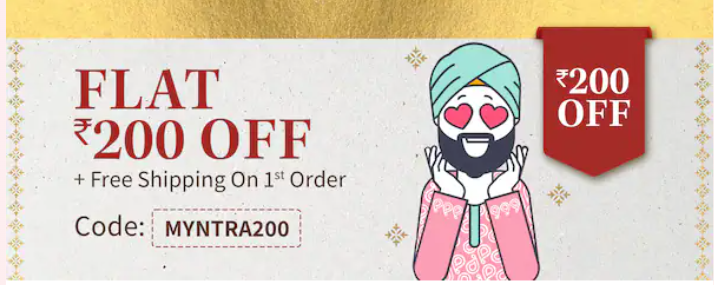 FLAT
₹200 OFF
+ Free Shipping On 1st Order
Code: MYNTRA200
₹200
OFF